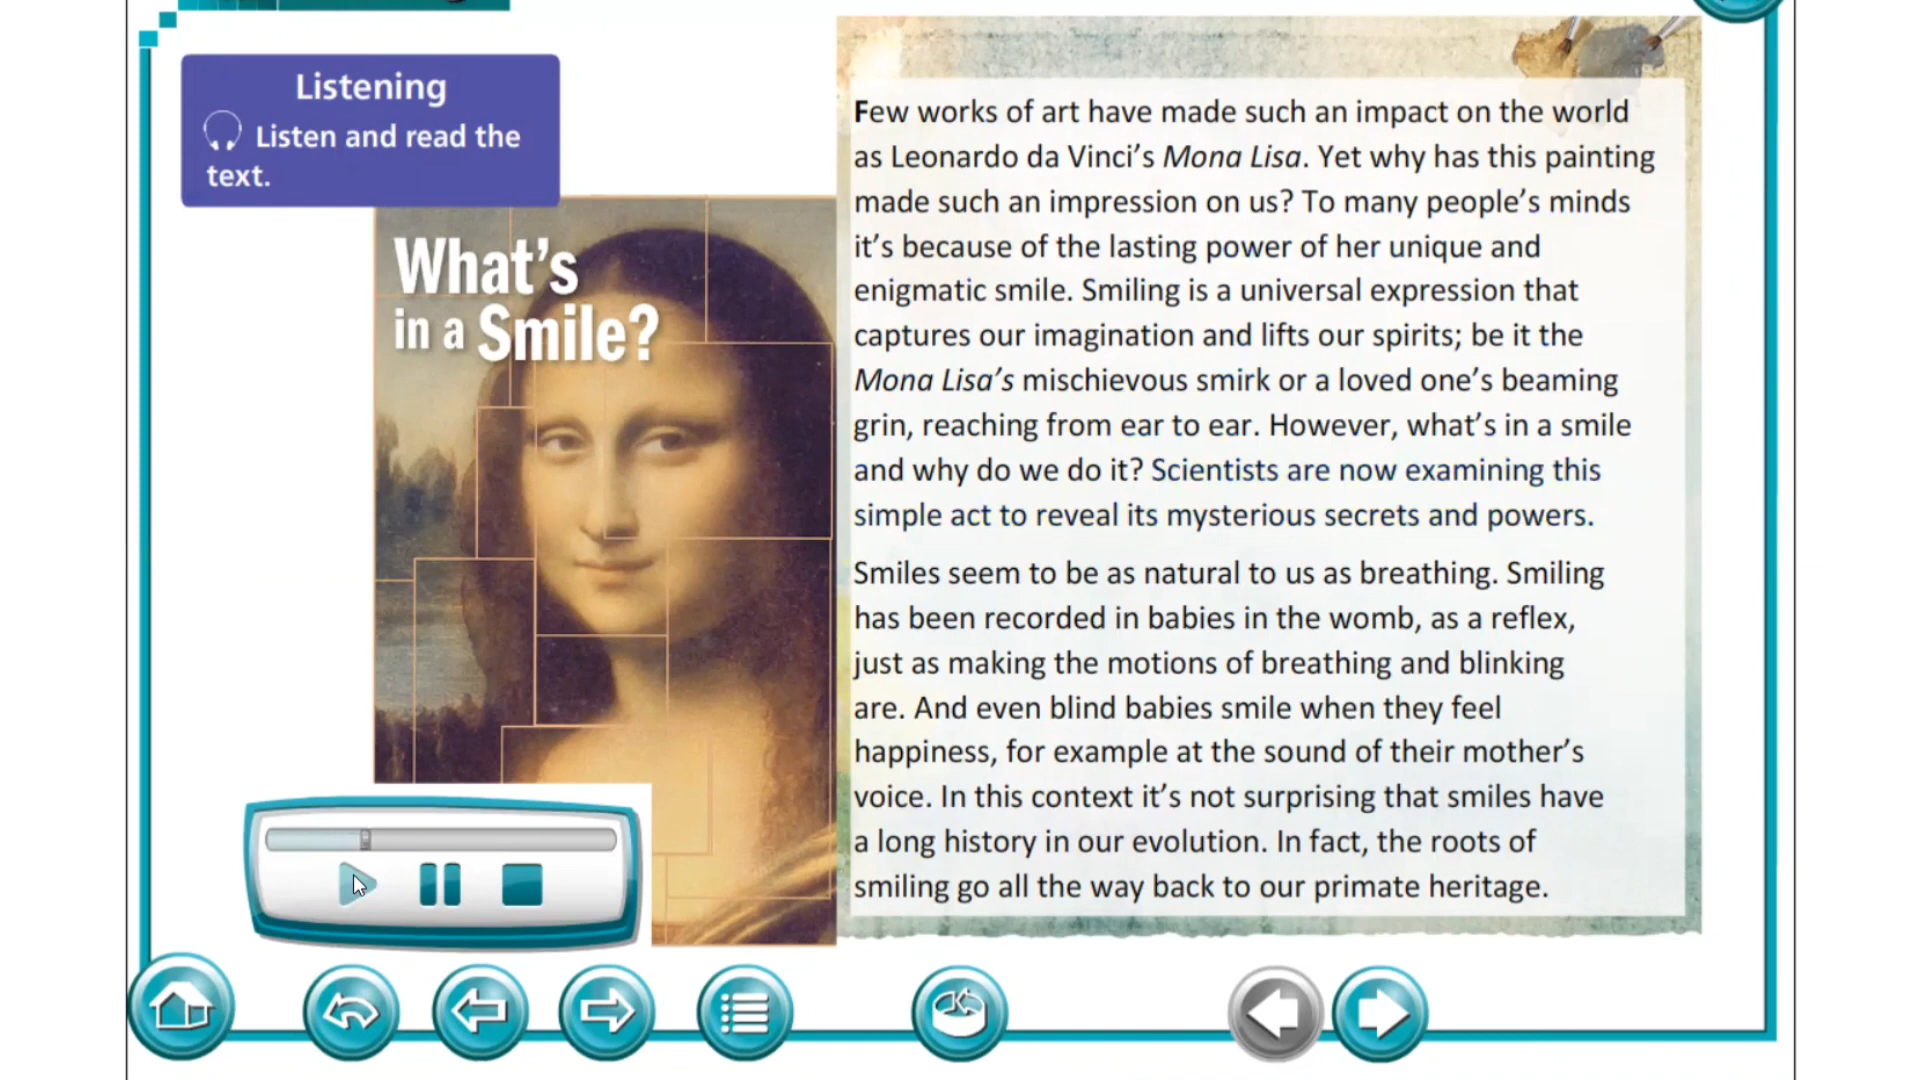 Listening
Listen and read the
text.
What's
in a Smile?
Few works of art have made such an impact on the world
as Leonardo da Vinci's Mona Lisa. Yet why has this painting
made such an impression on us? To many people's minds
it's because of the lasting power of her unique and
enigmatic smile. Smiling is a universal expression that
captures our imagination and lifts our spirits; be it the
Mona Lisa's mischievous smirk or a loved one's beaming
grin, reaching from ear to ear. However, what's in a smile
and why do we do it? Scientists are now examining this
simple act to reveal its mysterious secrets and powers.
Smiles seem to be as natural to us as breathing. Smiling
has been recorded in babies in the womb, as a reflex,
just as making the motions of breathing and blinking
are. And even blind babies smile when they feel
happiness, for example at the sound of their mother's
voice. In this context it's not surprising that smiles have
a long history in our evolution. In fact, the roots of
smiling go all the way back to our primate heritage.